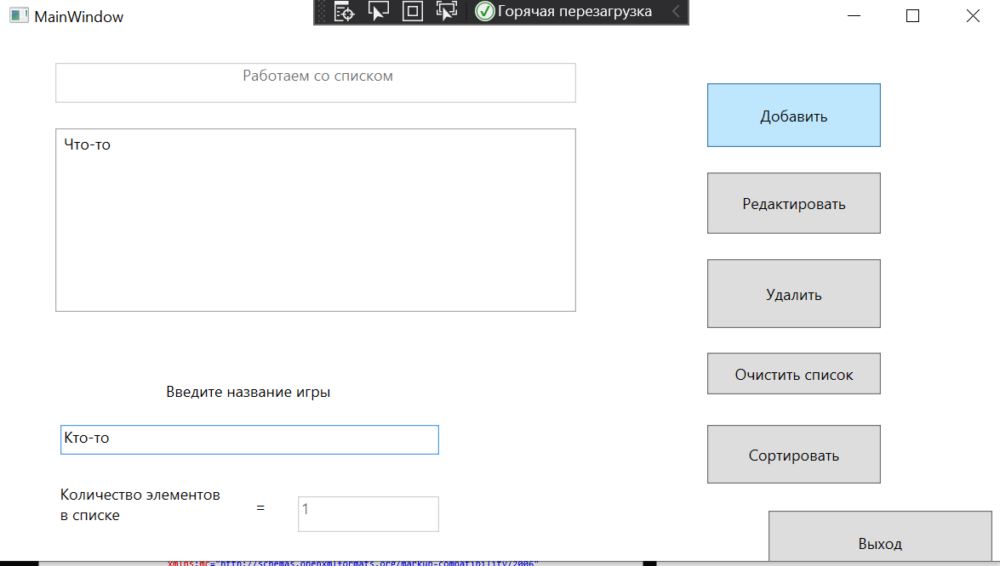 MainWindow
Горячая перезагрузка
Работаем со списком
Что-то
Введите название игры
Кто-то
Количество элементов
в списке
=
1
Добавить
Редактировать
Удалить
Очистить список
Сортировать
Выход
xmlns:mc="http://schemas.openxmlformats.org/markup-compatibility/2006"